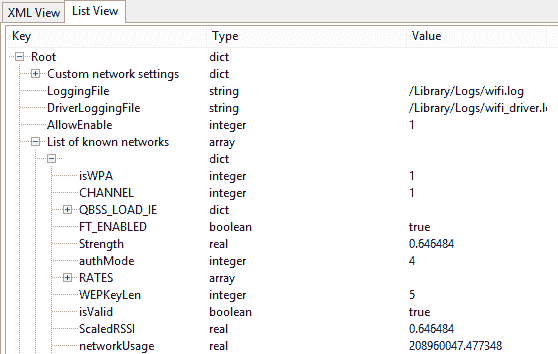 XML View List View
Key Type Value
Root dict
Custom network settings dict
LoggingFile string /Library/Logs/wifi.log
DriverLoggingFile string /Library/Logs/wifi_driver.l
AllowEnable integer 1
List of known networks array
dict
isWPA integer 1
CHANNEL integer 1
QBSS_LOAD_IE dict
FT_ENABLED boolean true
Strength real 0.646484
authMode integer 4
RATES array
WEPKeyLen integer 5
isValid boolean true
ScaledRSSI real 0.646484
networkUsage real 208960047.477348